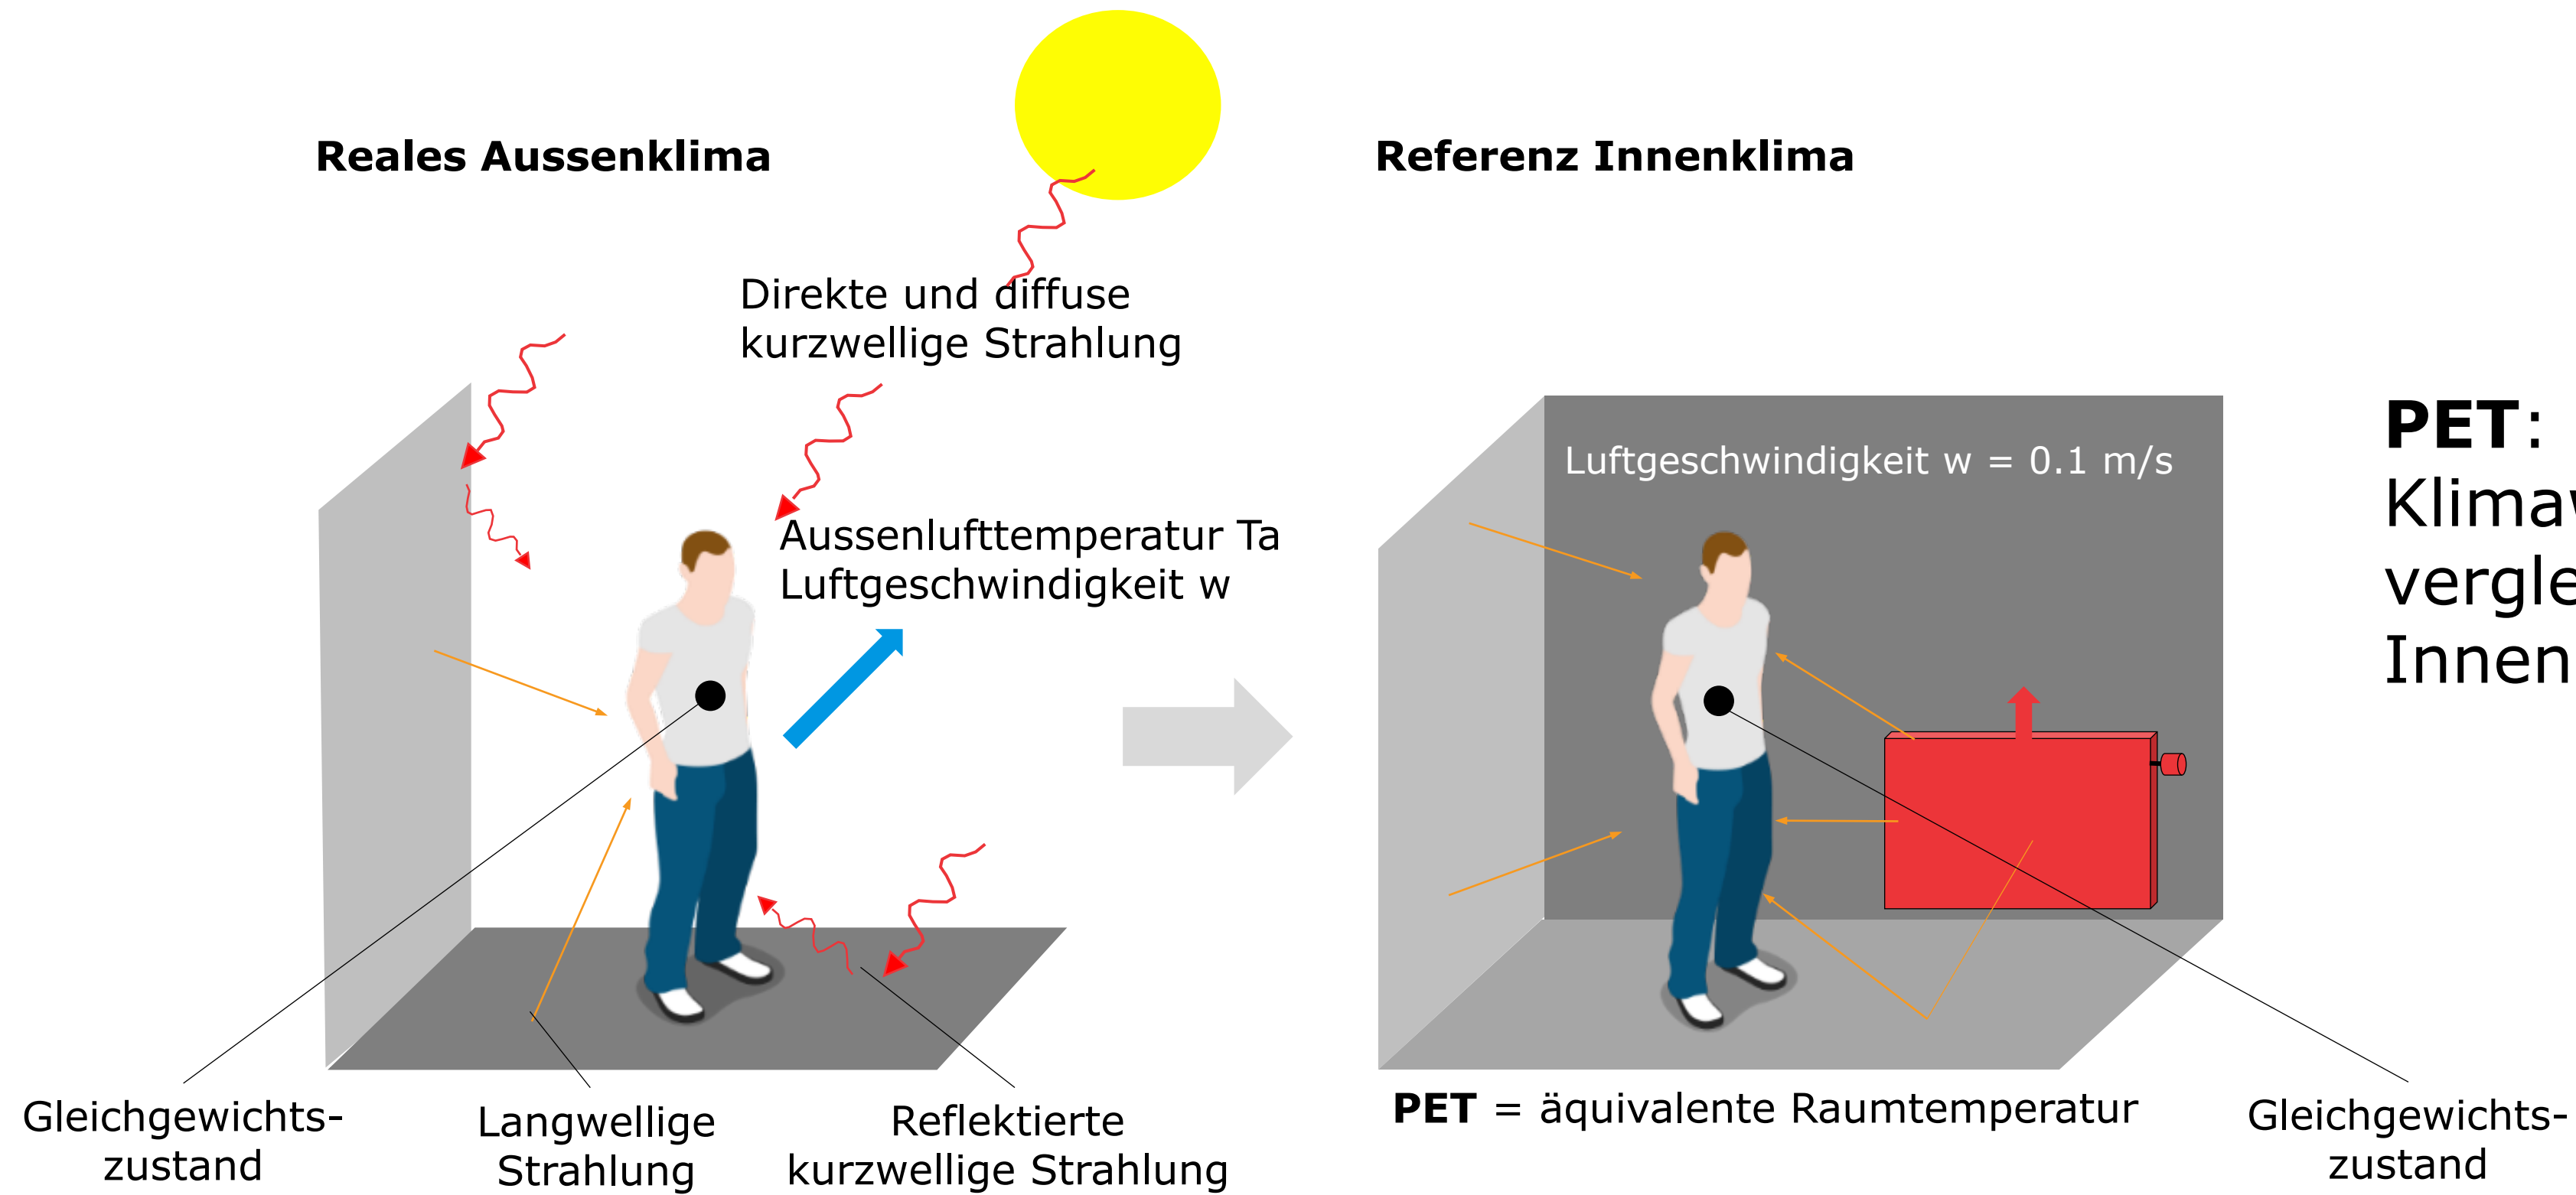 Reales Aussenklima
Direkte und diffuse
kurzwellige Strahlung
Aussenlufttemperatur Ta
Luftgeschwindigkeit w
Gleichgewichts-
zustand
Langwellige
Strahlung
Reflektierte
kurzwellige Strahlung
Referenz Innenklima
Luftgeschwindigkeit w = 0.1 m/s
PET = äquivalente Raumtemperatur
Gleichgewichts-
zustand
PET: